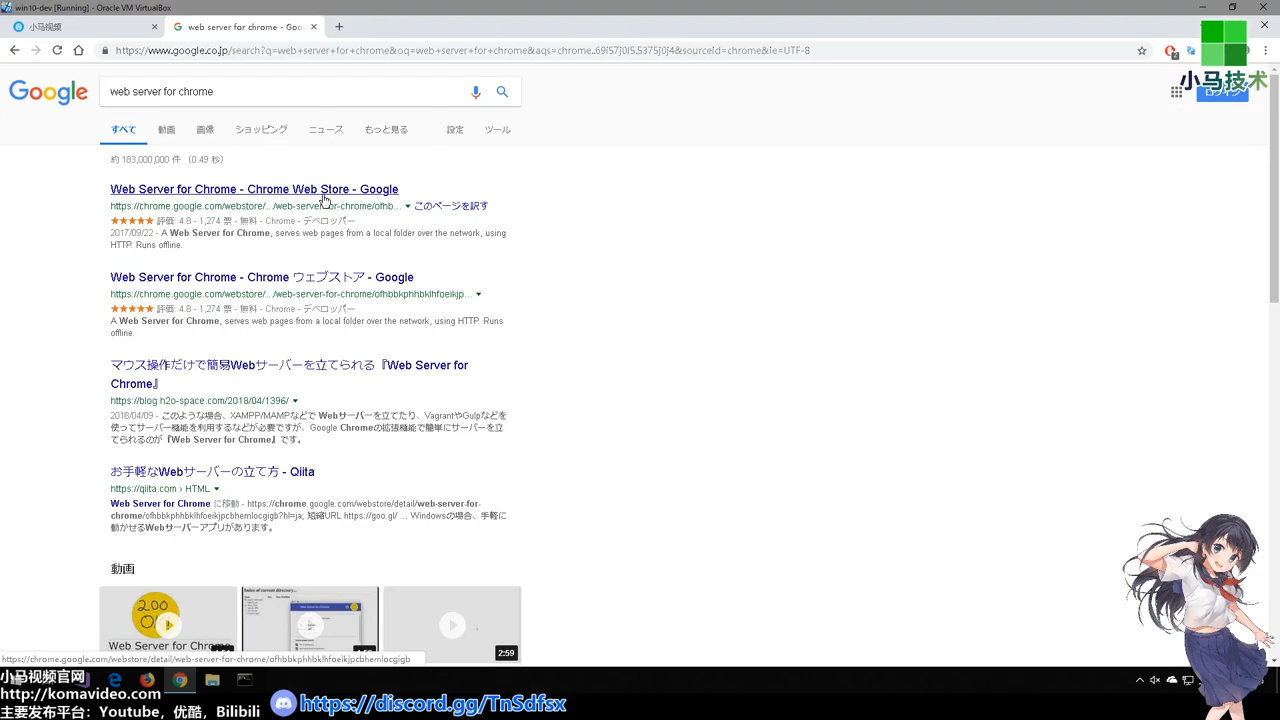 win10-dev [Running] - Oracle VM VirtualBox
小马视频
web server for chrome - Goo
https://www.google.co.jp/search?q=web+server+for+chrome&oq=web+server+for+chrome&aqs=chrome..69i57j0l5.5375j0j4&sourceid=chrome&ie=UTF-8
小马技术
Google
web server for chrome
すべて 動画 画像 ショッピング ニュース もっと見る 設定 ツール
約 183,000,000 件 (0.49 秒)
Web Server for Chrome - Chrome Web Store - Google
https://chrome.google.com/webstore/.../web-server-for-chrome/ofhb... ▼ このページを訳す
★★★★★ 評価: 4.8 - 1,274 票 - 無料 - Chrome - デベロッパー
2017/09/22 - A Web Server for Chrome, serves web pages from a local folder over the network, using
HTTP. Runs offline.
Web Server for Chrome - Chrome ウェブストア - Google
https://chrome.google.com/webstore/.../web-server-for-chrome/ofhbbkphhbklhfoeikjp... ▼
★★★★★ 評価: 4.8 - 1,274 票 - 無料 - Chrome - デベロッパー
A Web Server for Chrome, serves web pages from a local folder over the network, using HTTP. Runs
offline.
マウス操作だけで簡易Webサーバーを立てられる『Web Server for
Chrome』
https://blog.h2o-space.com/2018/04/1396/ ▼
2018/04/09 - このような場合、XAMPP/MAMPなどで Webサーバーを立てたり、VagrantやGulpなどを
使ってサーバー機能を利用するなどが必要ですが、Google Chromeの拡張機能で簡単にサーバーを立
てられるのが『Web Server for Chrome』です。
お手軽なWebサーバーの立て方 - Qiita
https://qiita.com › HTML ▼
Web Server for Chrome に移動 - https://chrome.google.com/webstore/detail/web-server-for-
chrome/ofhbbkphhbklhfoeikjpcbhemlocgigb?hl=ja; 短縮URL https://goo.gl/ ... Windowsの場合、手軽に
動かせるWebサーバーアプリがあります。
動画
200
Index of current directory...
Web Server for Chrome
Web Server for Chrome
2:59
https://chrome.google.com/webstore/detail/web-server-for-chrome/ofhbbkphhbklhfoeikjpcbhemlocgigb
小马视频官网
http://komavideo.com
主要发布平台：Youtube，优酷，Bilibili
https://discord.gg/TnSdfsx